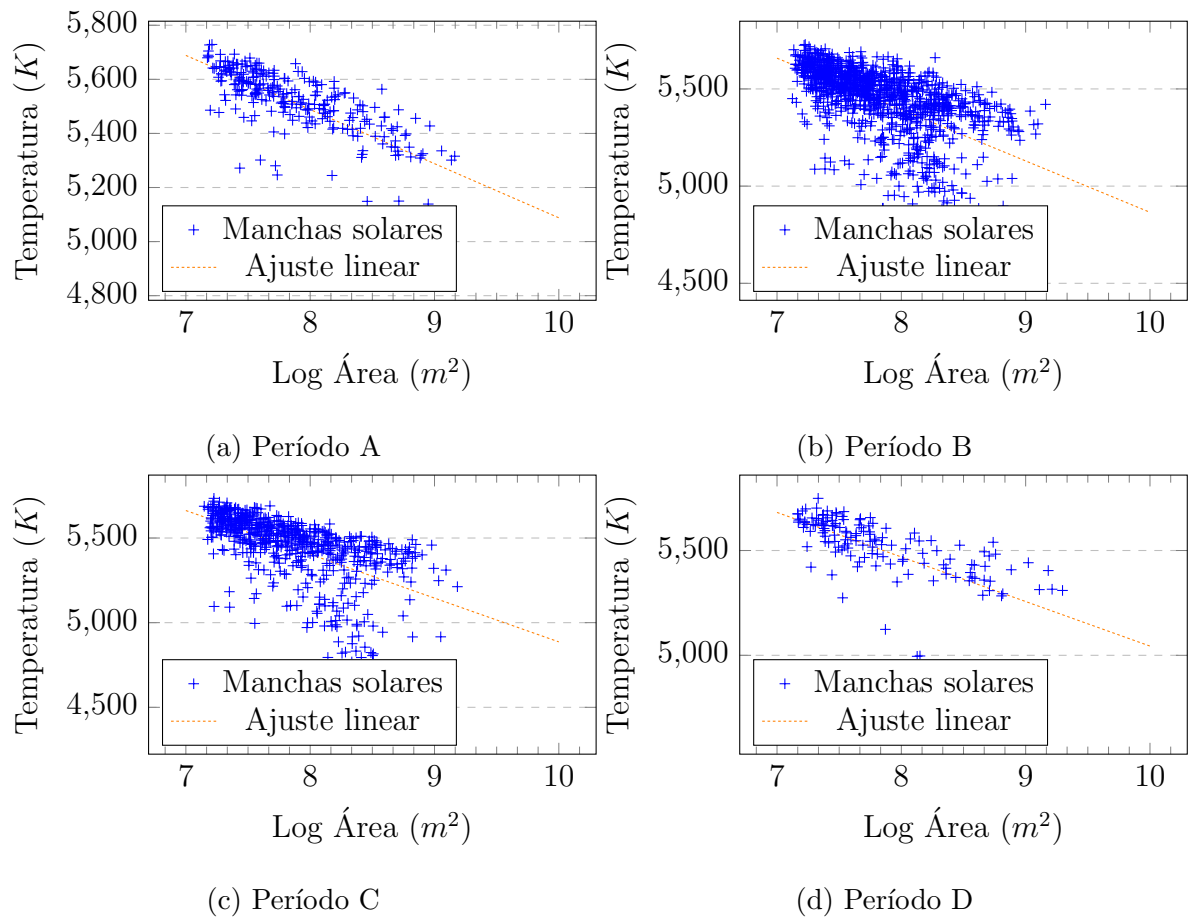 5,800
5,600
5,400
5,200
5,000
4,800
Temperatura (K)
Manchas solares
Ajuste linear
7 8 9 10
Log Área (m²)
(a) Período A
5,500
5,000
4,500
Temperatura (K)
Manchas solares
Ajuste linear
7 8 9 10
Log Área (m²)
(b) Período B
5,500
5,000
4,500
Temperatura (K)
Manchas solares
Ajuste linear
7 8 9 10
Log Área (m²)
(c) Período C
5,500
5,000
Temperatura (K)
Manchas solares
Ajuste linear
7 8 9 10
Log Área (m²)
(d) Período D